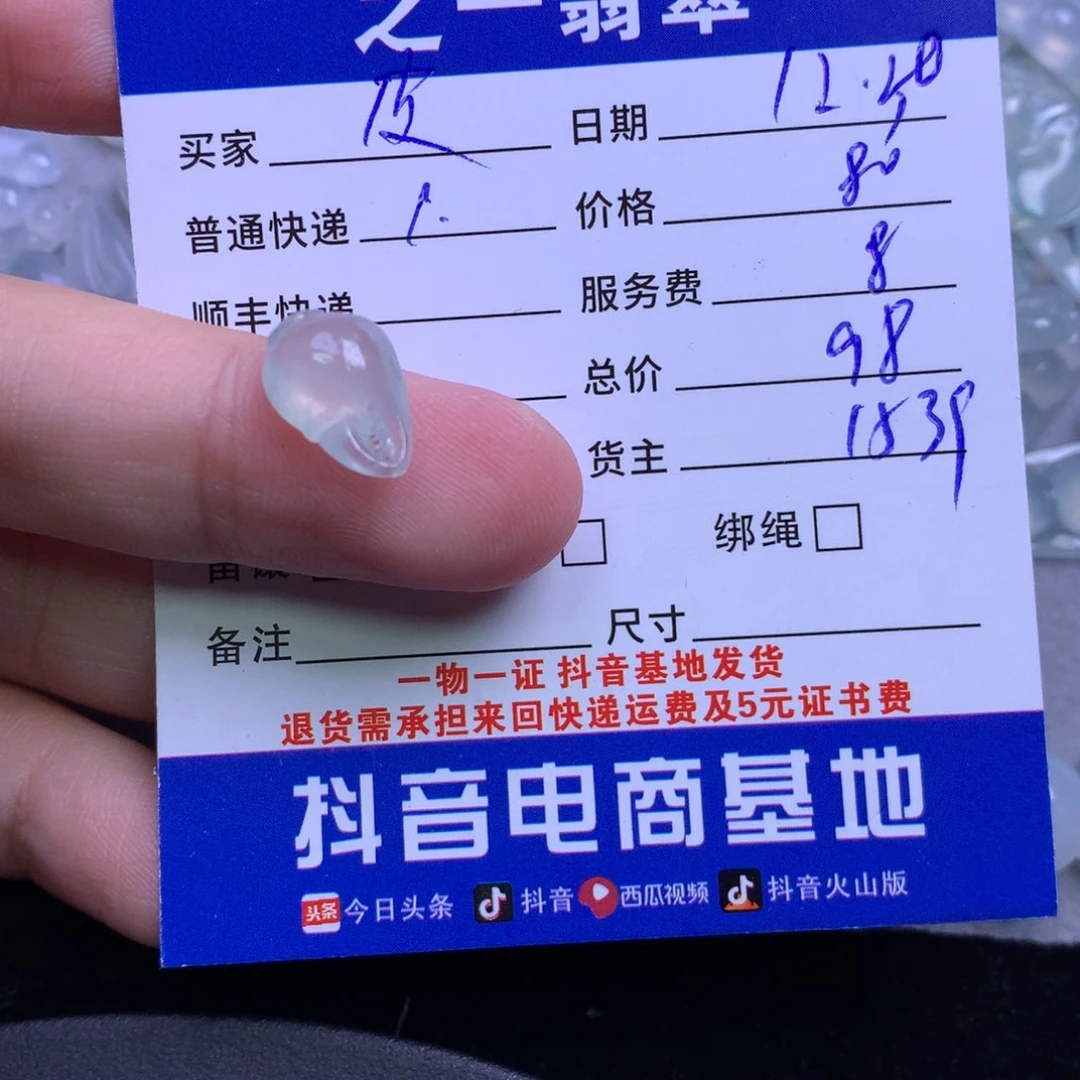 之一翡翠
买家 皮 日期
普通快递 1. 价格 80
顺丰快递 服务费 8
总价 98
货主 1839
绑绳
备注 尺寸
一物一证 抖音基地发货
退货需承担来回快递运费及5元证书费
抖音电商基地
头条 今日头条 抖音 西瓜视频 抖音火山版